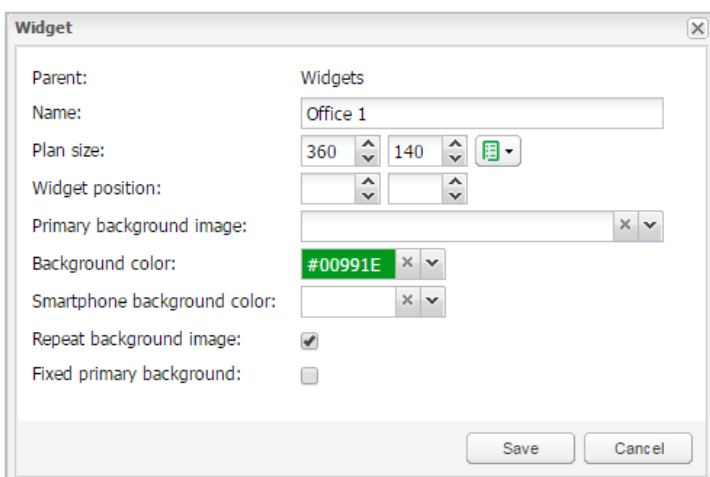 Widget
Parent: Widgets
Name: Office 1
Plan size: 360 140
Widget position:
Primary background image:
Background color: #00991E
Smartphone background color:
Repeat background image:
Fixed primary background:
Save Cancel